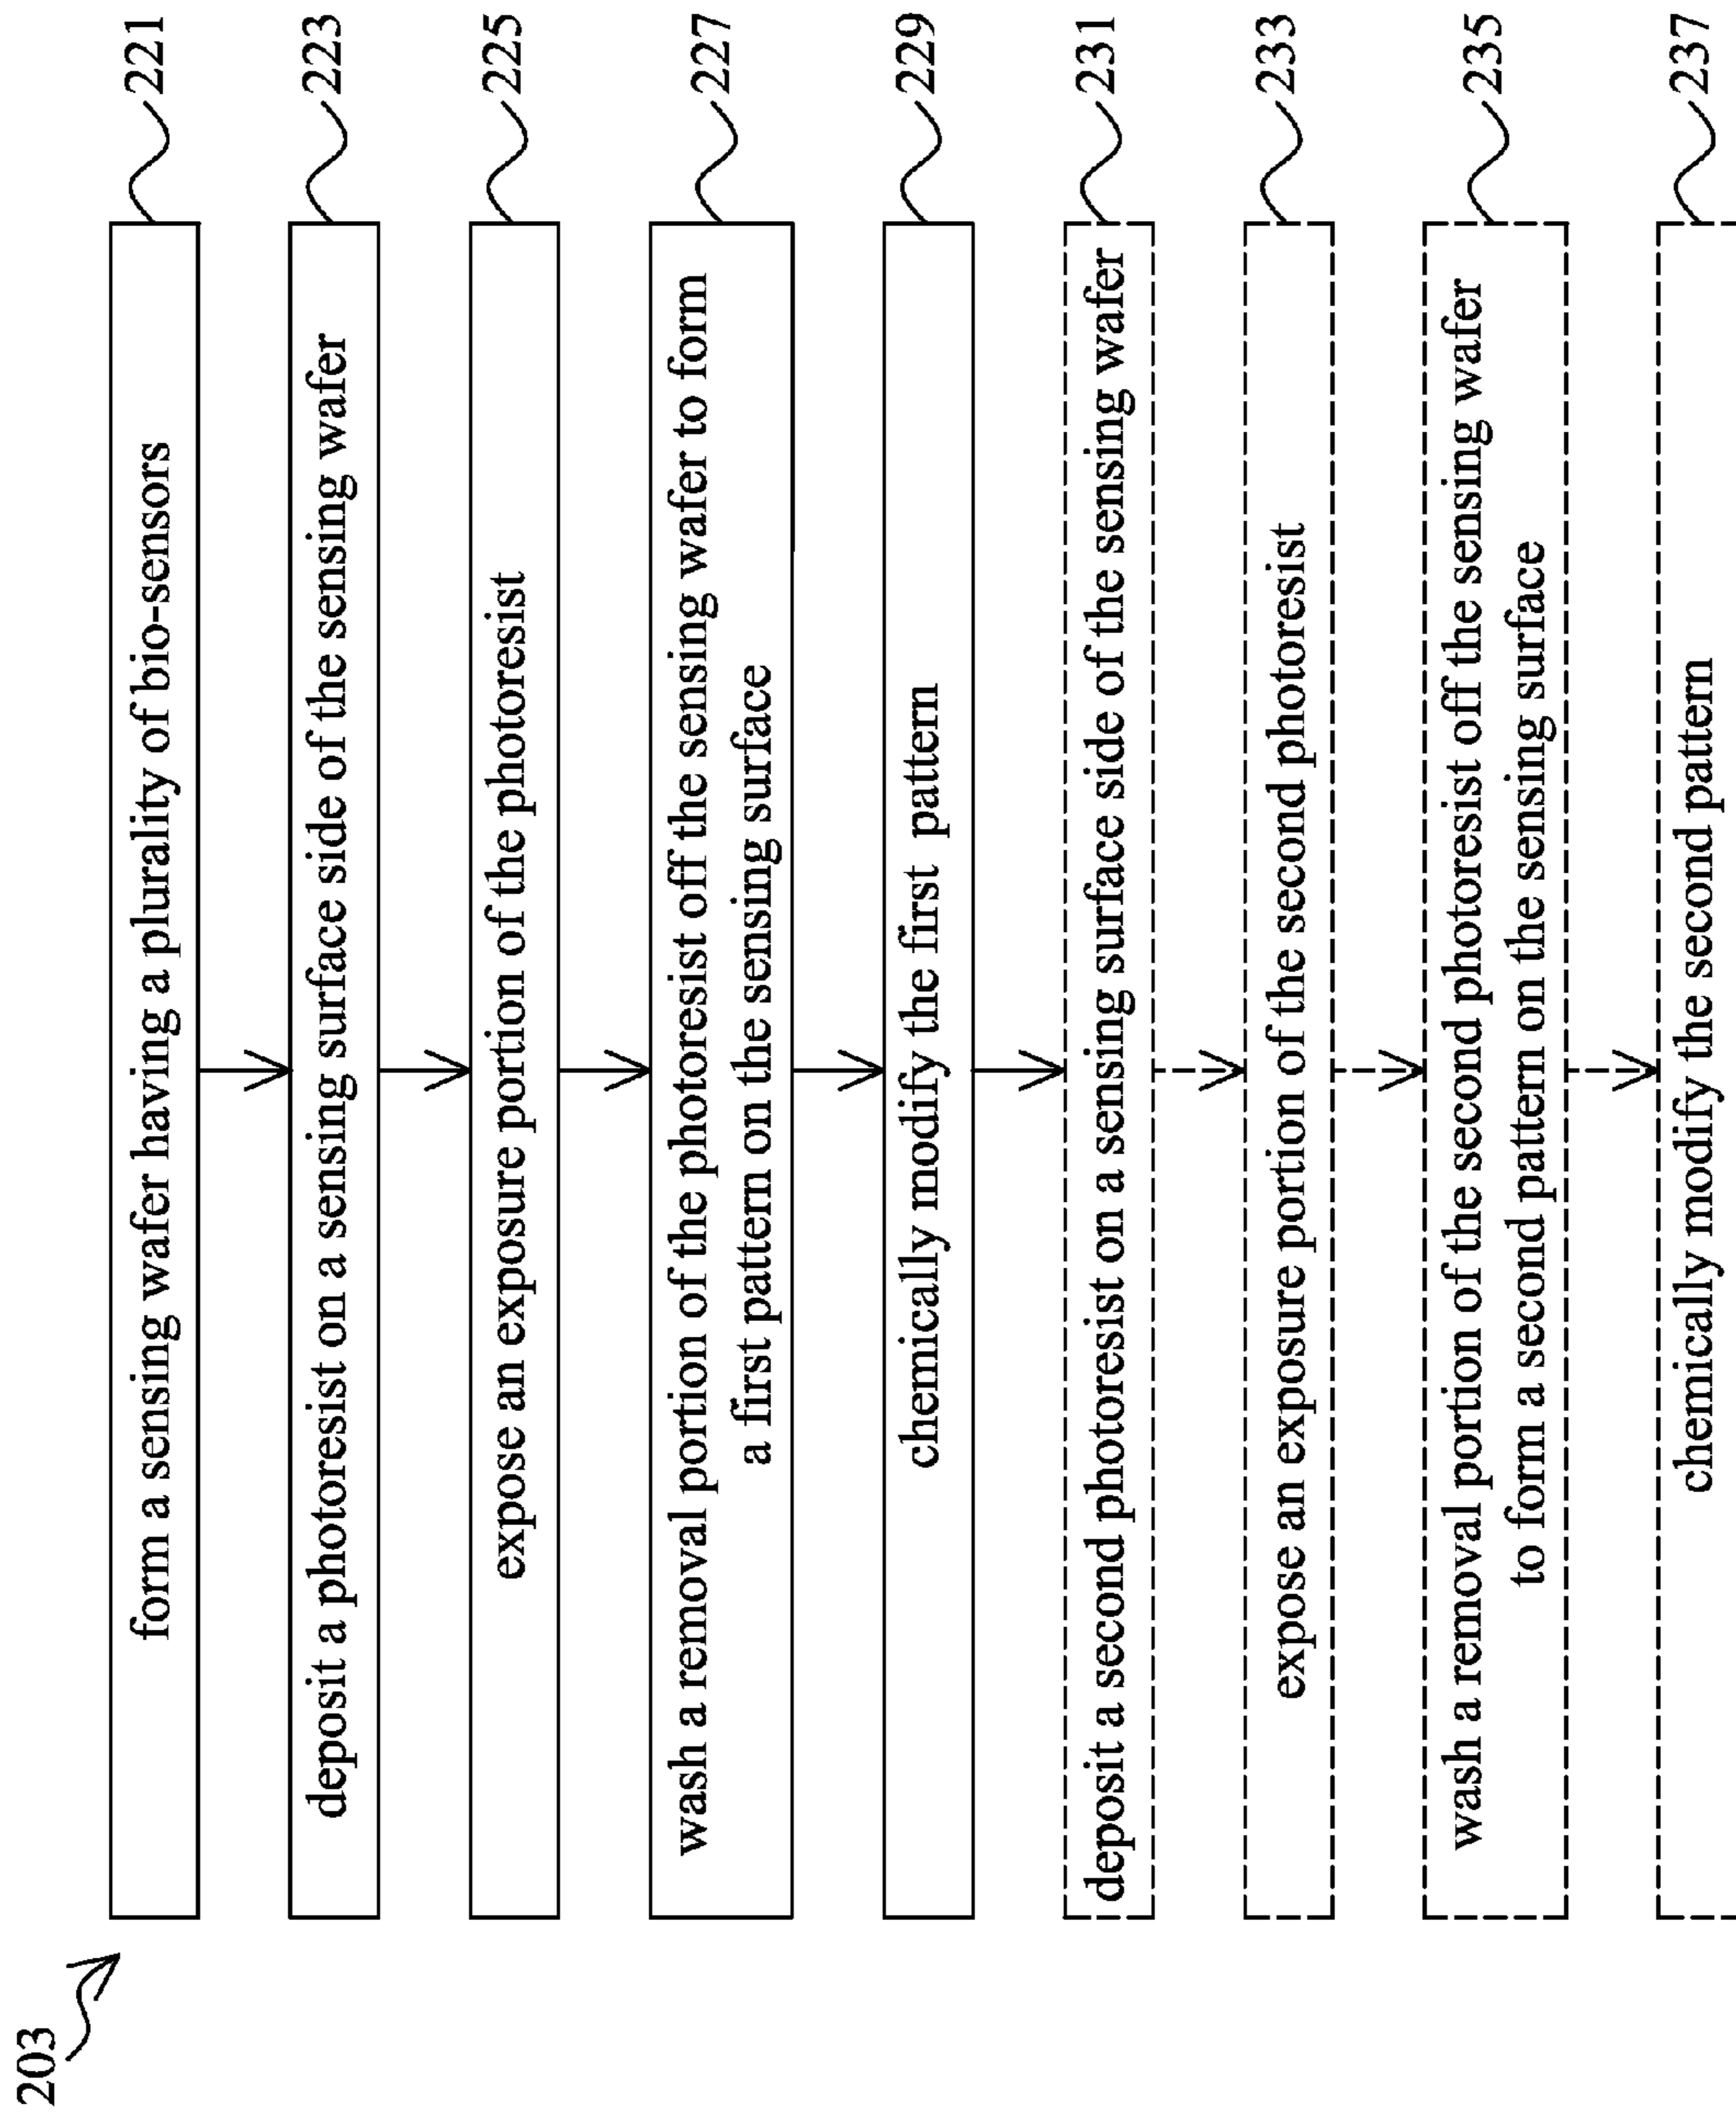 203
form a sensing wafer having a plurality of bio-sensors
221
deposit a photoresist on a sensing surface side of the sensing wafer
223
expose an exposure portion of the photoresist
225
wash a removal portion of the photoresist off the sensing wafer to form
a first pattern on the sensing surface
227
chemically modify the first pattern
229
deposit a second photoresist on a sensing surface side of the sensing wafer
231
expose an exposure portion of the second photoresist
233
wash a removal portion of the second photoresist off the sensing wafer
to form a second pattern on the sensing surface
235
chemically modify the second pattern
237